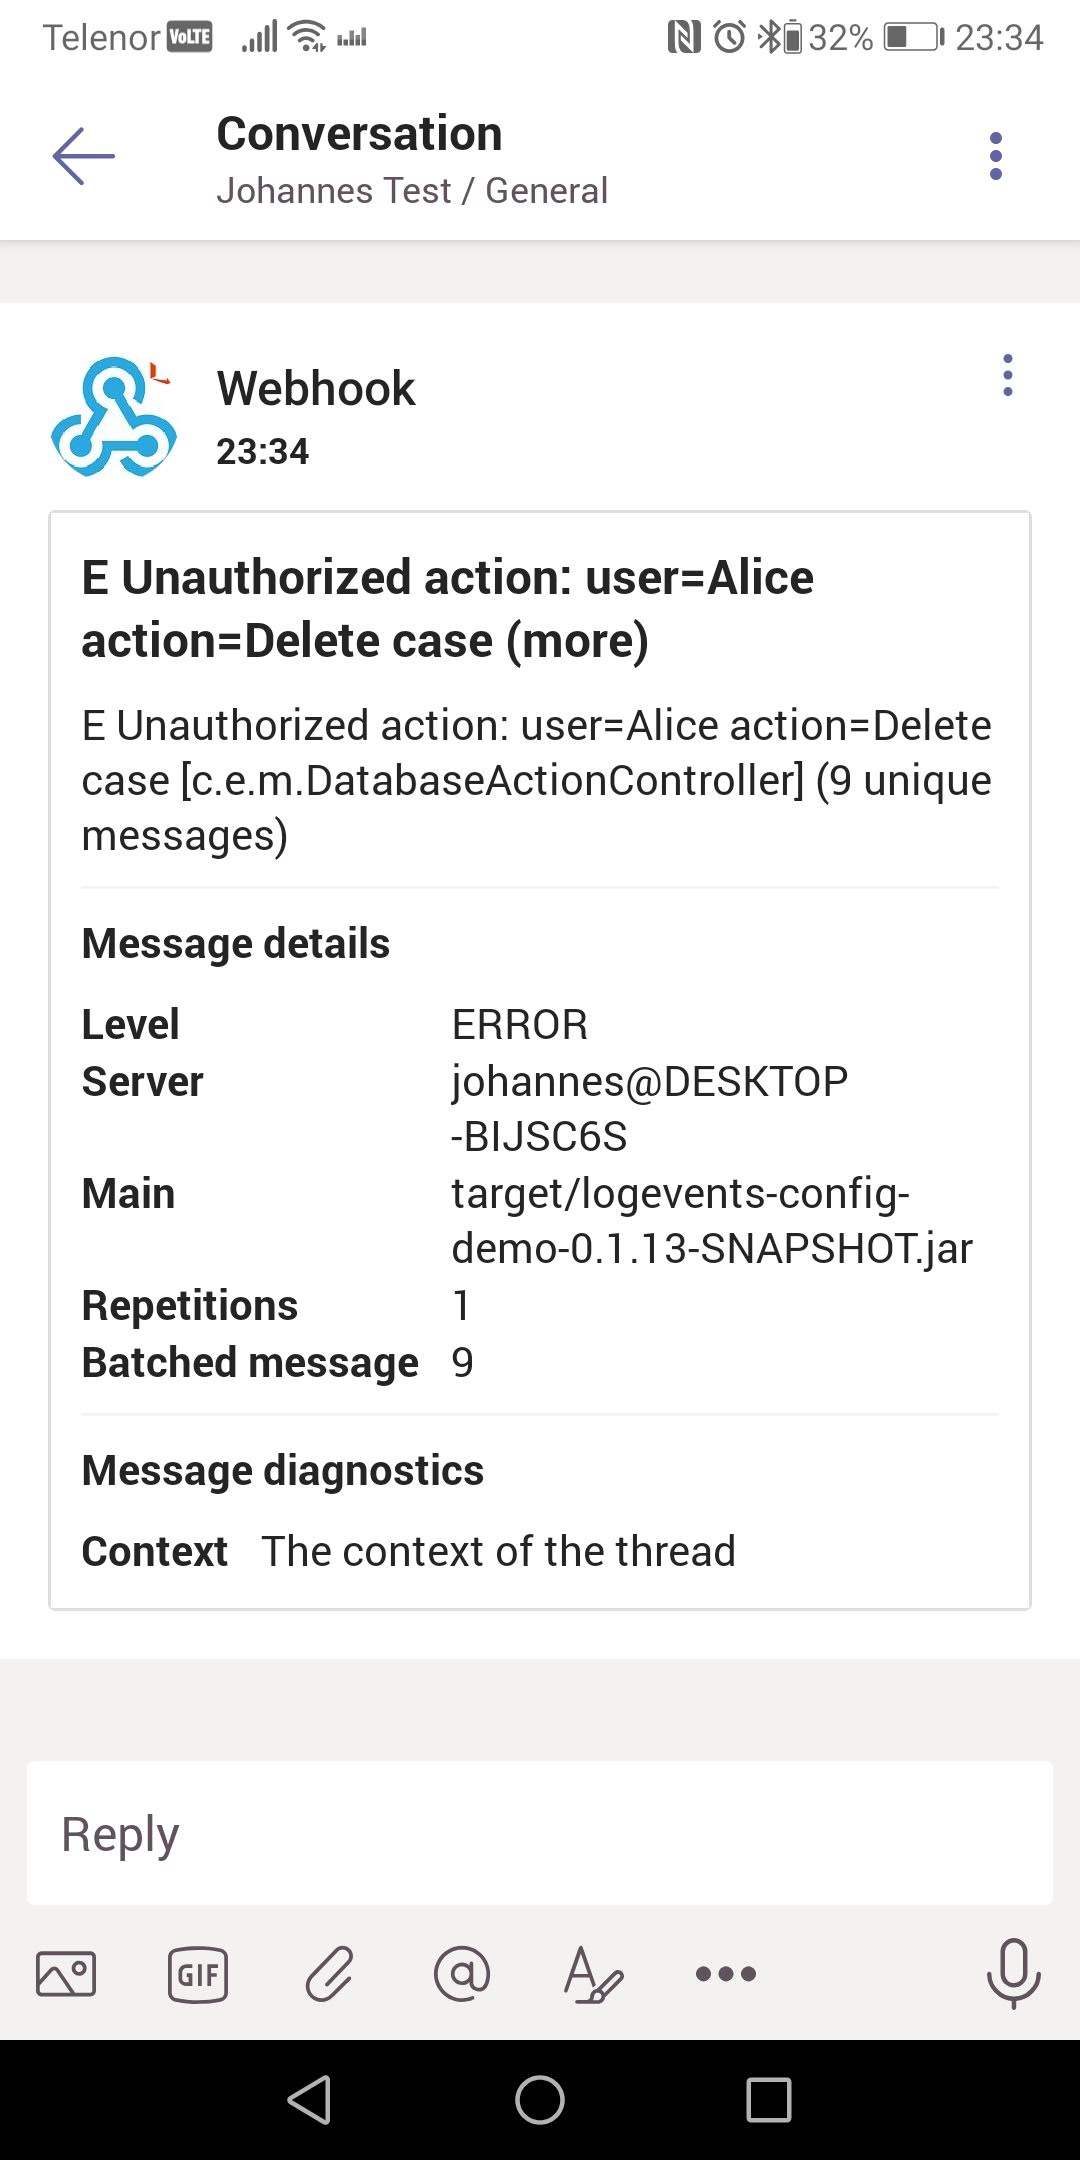 Telenor VoLTE 32% 23:34
Conversation
Johannes Test / General
Webhook
23:34
E Unauthorized action: user=Alice
action=Delete case (more)
E Unauthorized action: user=Alice action=Delete
case [c.e.m.DatabaseActionController] (9 unique
messages)
Message details
Level ERROR
Server johannes@DESKTOP
-BIJSC6S
Main target/logevents-config-
demo-0.1.13-SNAPSHOT.jar
Repetitions 1
Batched message 9
Message diagnostics
Context The context of the thread
Reply
GIF